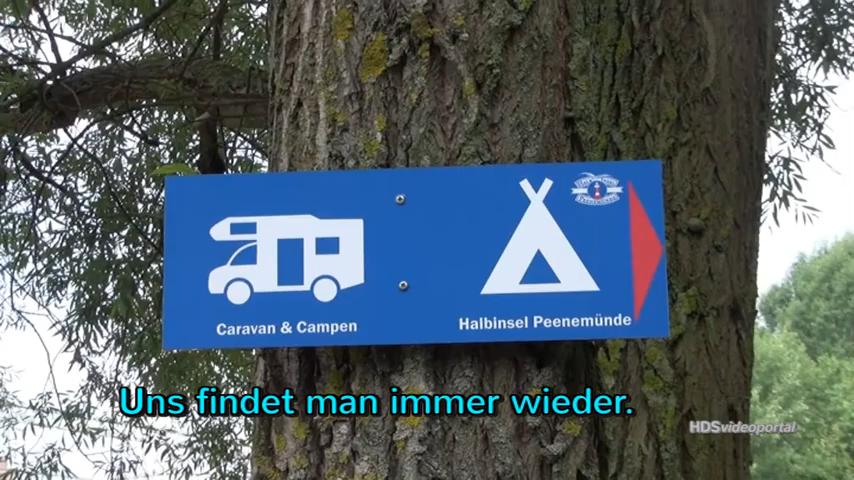 Caravan & Campen
Halbinsel Peenemünde
Uns findet man immer wieder.
HDSvideoportal